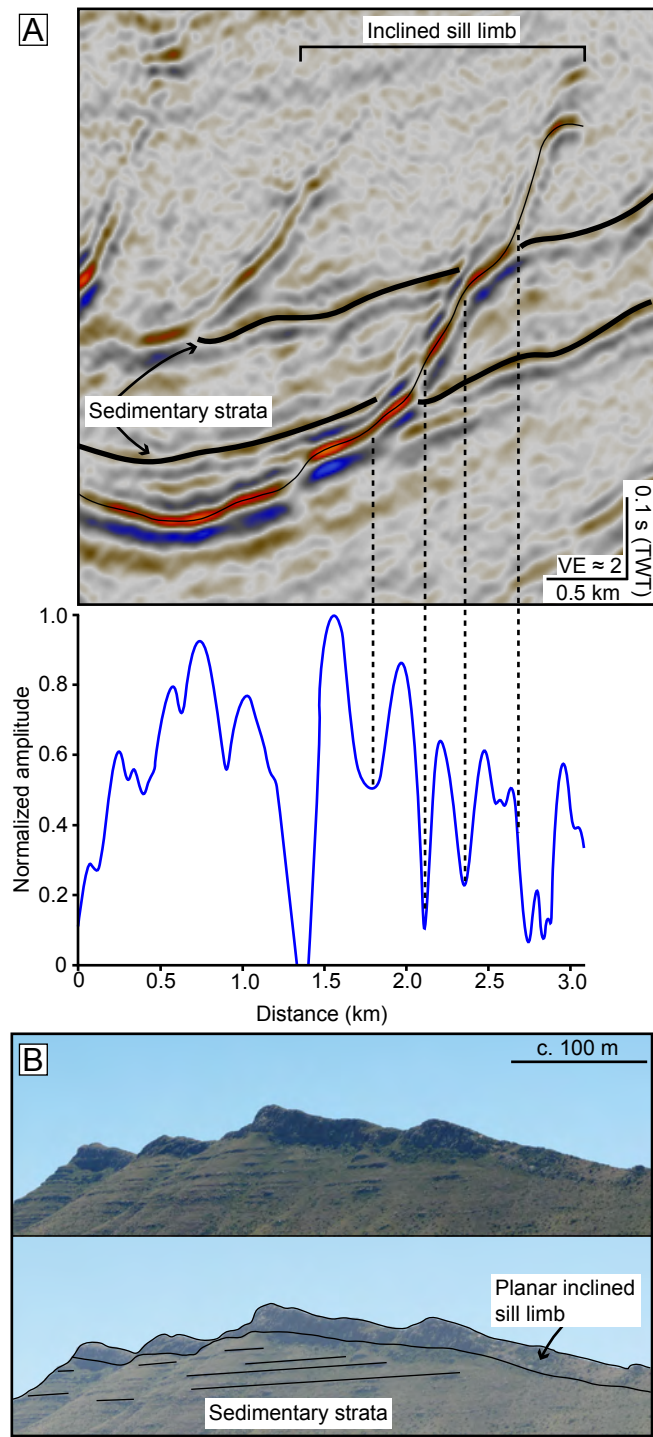 A
Inclined sill limb
Sedimentary strata
0.1 s (TWT)
VE ≈ 2
0.5 km
1.0
0.8
0.6
0.4
0.2
0
Normalized amplitude
0
0.5
1.0
1.5
2.0
2.5
3.0
Distance (km)
B
c. 100 m
Planar inclined
sill limb
Sedimentary strata